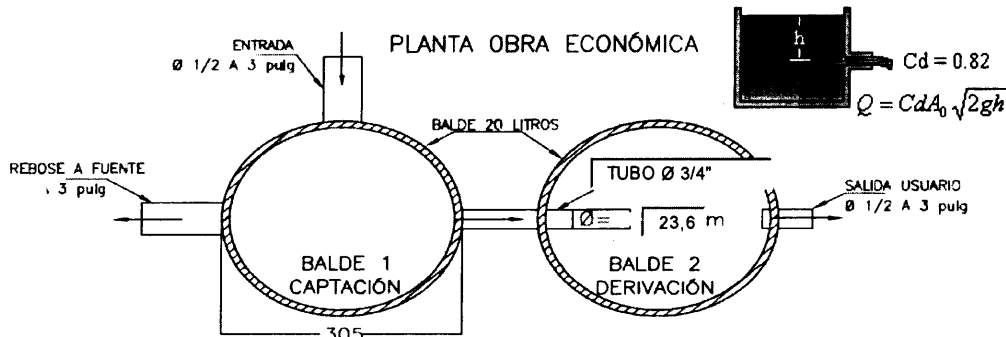 PLANTA OBRA ECONÓMICA
h
Cd = 0.82
Q = CdA₀ √2gh
ENTRADA
Ø 1/2 A 3 pulg
BALDE 20 LITROS
REBOSE A FUENTE
3 pulg
TUBO Ø 3/4"
SALIDA USUARIO
Ø 1/2 A 3 pulg
Ø = 23,6 m
BALDE 1
CAPTACIÓN
BALDE 2
DERIVACIÓN
305